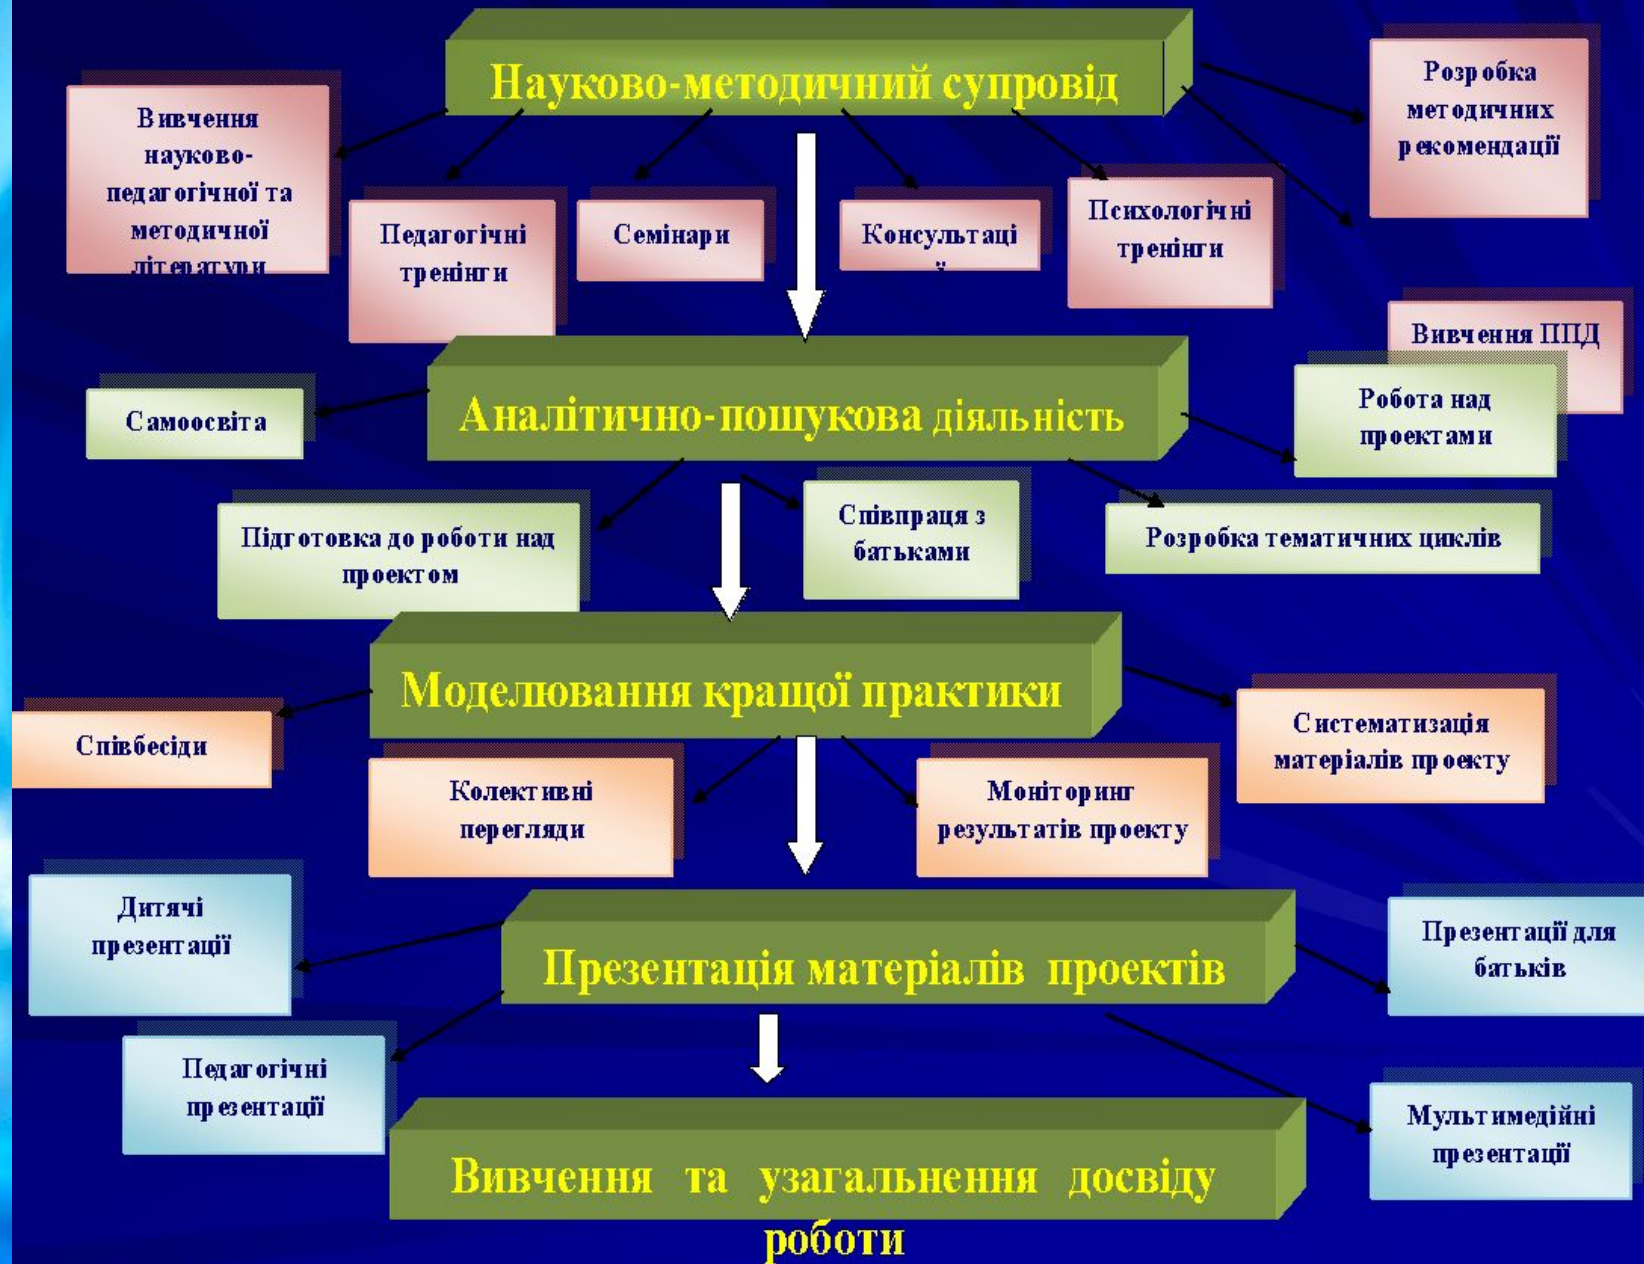 Науково-методичний супровід
Вивчення
науково-
педагогічної та
методичної
літератури
Педагогічні
тренінги
Семінари
Консультаці
ї
Психологічні
тренінги
Розробка
методичних
рекомендації
Вивчення ППД
Аналітично-пошукова діяльність
Самоосвіта
Підготовка до роботи над
проектом
Співпраця з
батьками
Розробка тематичних циклів
Робота над
проектами
Моделювання кращої практики
Співбесіди
Колективні
перегляди
Моніторинг
результатів проекту
Систематизація
матеріалів проекту
Презентація матеріалів проектів
Дитячі
презентації
Педагогічні
презентації
Презентації для
батьків
Мультимедійні
презентації
Вивчення та узагальнення досвіду
роботи